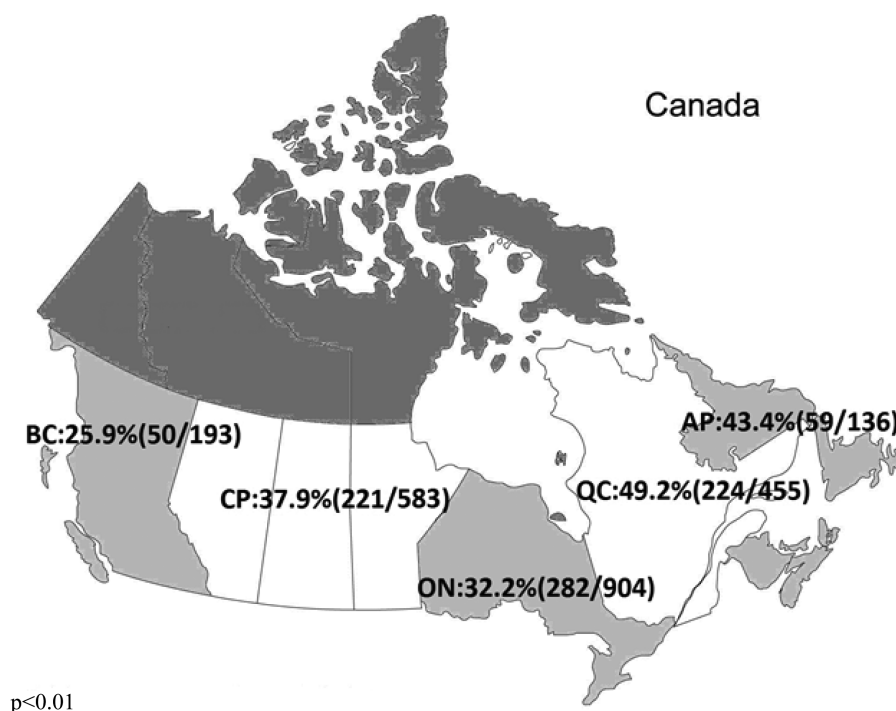 Canada
AP:43.4%(59/136)
BC:25.9%(50/193)
QC:49.2%(224/455)
CP:37.9%(221/583)
ON:32.2%(282/904)
p<0.01